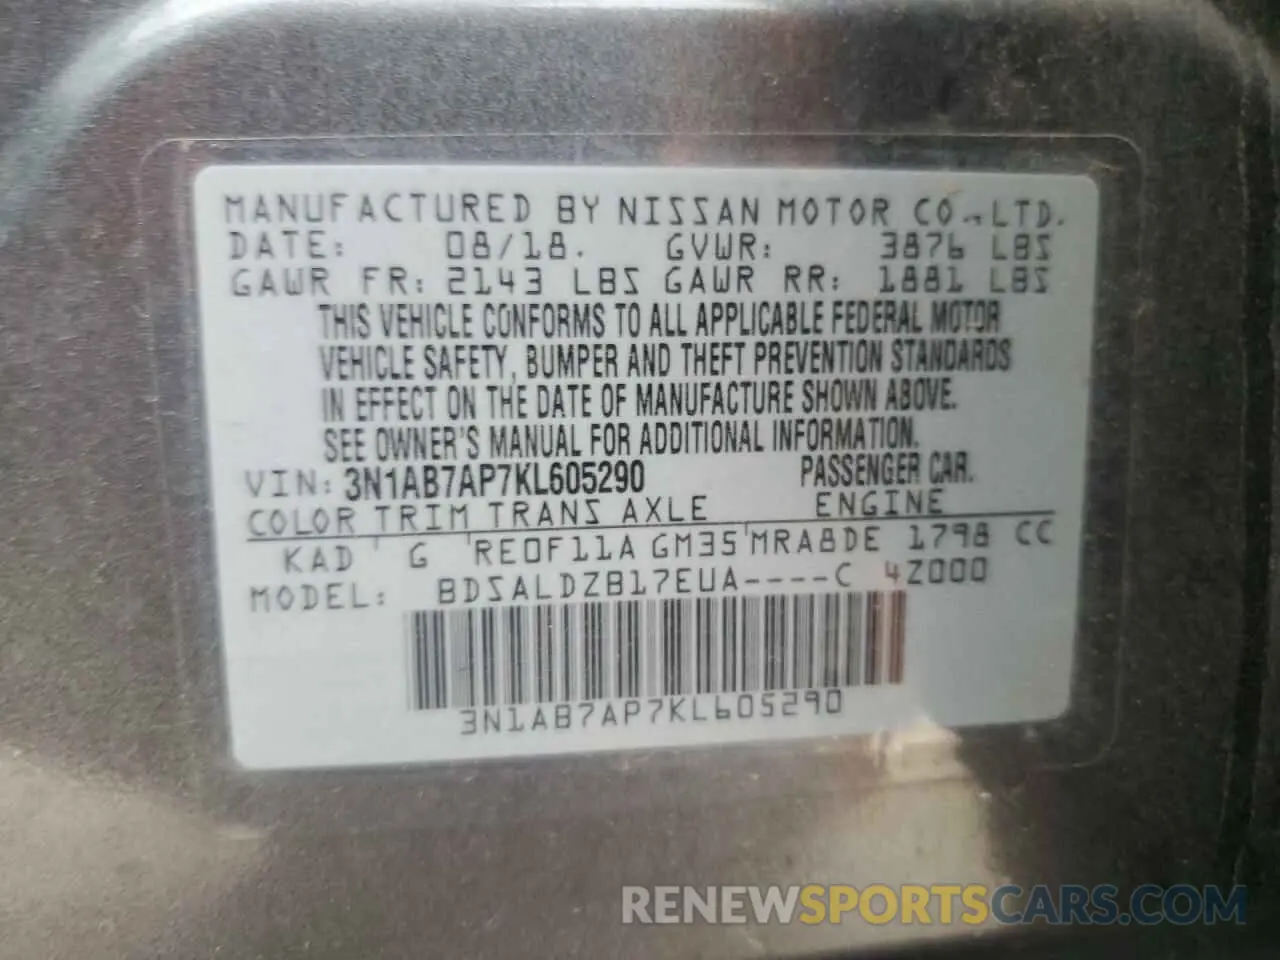 MANUFACTURED BY NISSAN MOTOR CO., LTD.
DATE: 08/18. GVWR: 3876 LBS
GAWR FR: 2143 LBS GAWR RR: 1881 LBS
THIS VEHICLE CONFORMS TO ALL APPLICABLE FEDERAL MOTOR
VEHICLE SAFETY, BUMPER AND THEFT PREVENTION STANDARDS
IN EFFECT ON THE DATE OF MANUFACTURE SHOWN ABOVE.
SEE OWNER'S MANUAL FOR ADDITIONAL INFORMATION.
VIN: 3N1AB7AP7KL605290 PASSENGER CAR.
COLOR TRIM TRANS AXLE ENGINE
KAD ' G 'RE0F11A GM35'MRA8DE 1798 CC
MODEL: BDSALDZB17EUA----C 4Z000
3N1AB7AP7KL605290
RENEWSPORTSCARS.COM